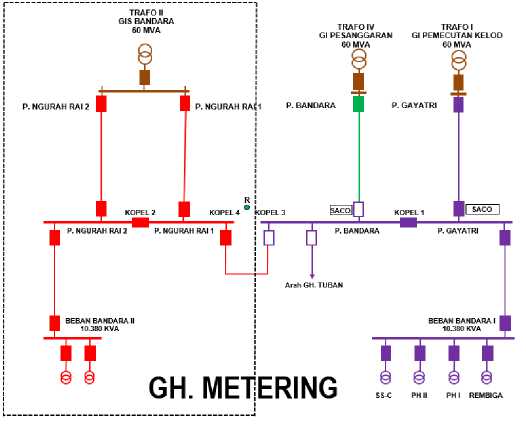 TRAFO II
GIS BANDARA
60 MVA
TRAFO IV
GI PESANGGARAN
60 MVA
TRAFO I
GI PEMECUTAN KELOD
60 MVA
P. NGURAH RAI 2
P. NGURAH RAI 1
P. BANDARA
P. GAYATRI
R
SACO
SACO
KOPEL 2
KOPEL 4
KOPEL 3
KOPEL 1
P. NGURAH RAI 2
P. NGURAH RAI 1
P. BANDARA
P. GAYATRI
Arah GH. TUBAN
BEBAN BANDARA II
10.380 KVA
BEBAN BANDARA I
10.380 KVA
GH. METERING
SS-C
PH II
PH I
REMBIGA